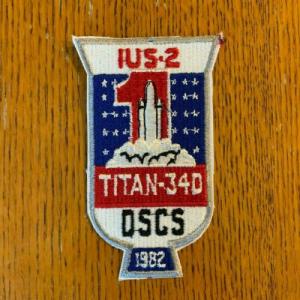 IUS-2
1
TITAN-34D
DSCS
1982